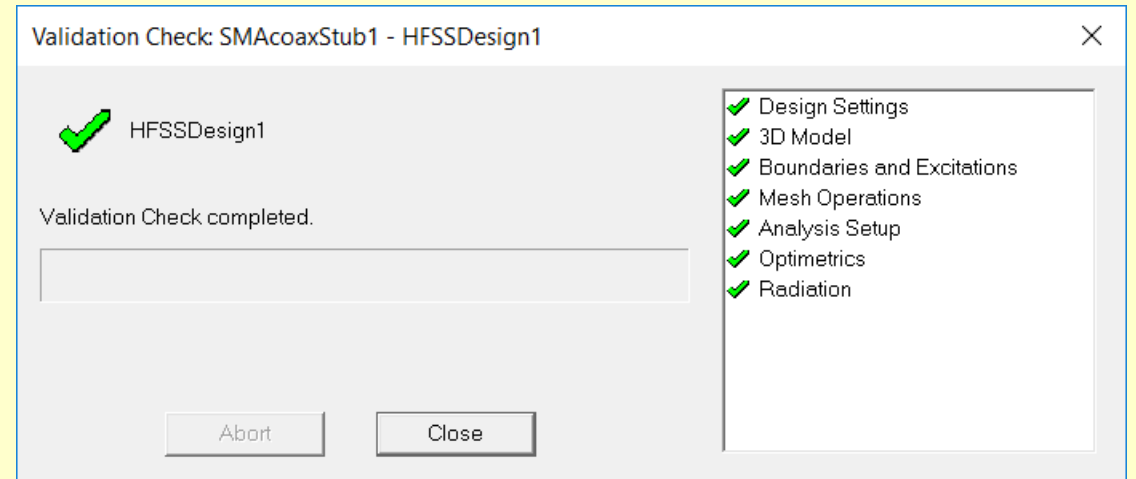 Validation Check: SMAcoaxStub1 - HFSSDesign1
HFSSDesign1
Validation Check completed.
Abort
Close
Design Settings
3D Model
Boundaries and Excitations
Mesh Operations
Analysis Setup
Optimetrics
Radiation